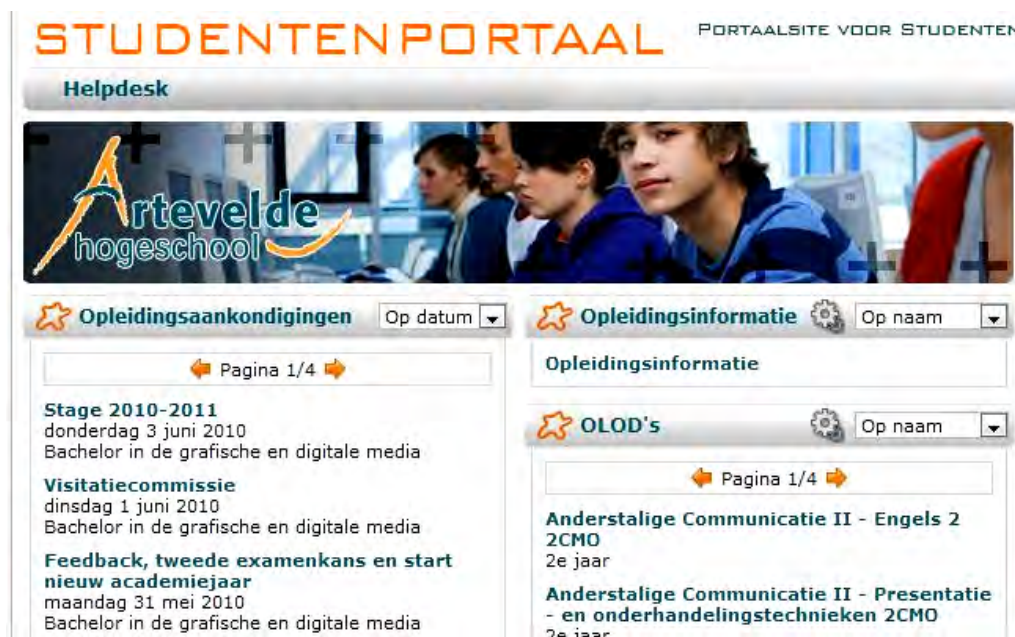 STUDENTENPORTAAL
PORTAALSITE VOOR STUDENTEN
Helpdesk
Artevelde
hogeschool
Opleidingsaankondigingen
Op datum
Pagina 1/4
Stage 2010-2011
donderdag 3 juni 2010
Bachelor in de grafische en digitale media
Visitatiecommissie
dinsdag 1 juni 2010
Bachelor in de grafische en digitale media
Feedback, tweede examenkans en start
nieuw academiejaar
maandag 31 mei 2010
Bachelor in de grafische en digitale media
Opleidingsinformatie
Op naam
Opleidingsinformatie
OLOD's
Op naam
Pagina 1/4
Anderstalige Communicatie II - Engels 2
2CMO
2e jaar
Anderstalige Communicatie II - Presentatie
- en onderhandelingstechnieken 2CMO
2e jaar